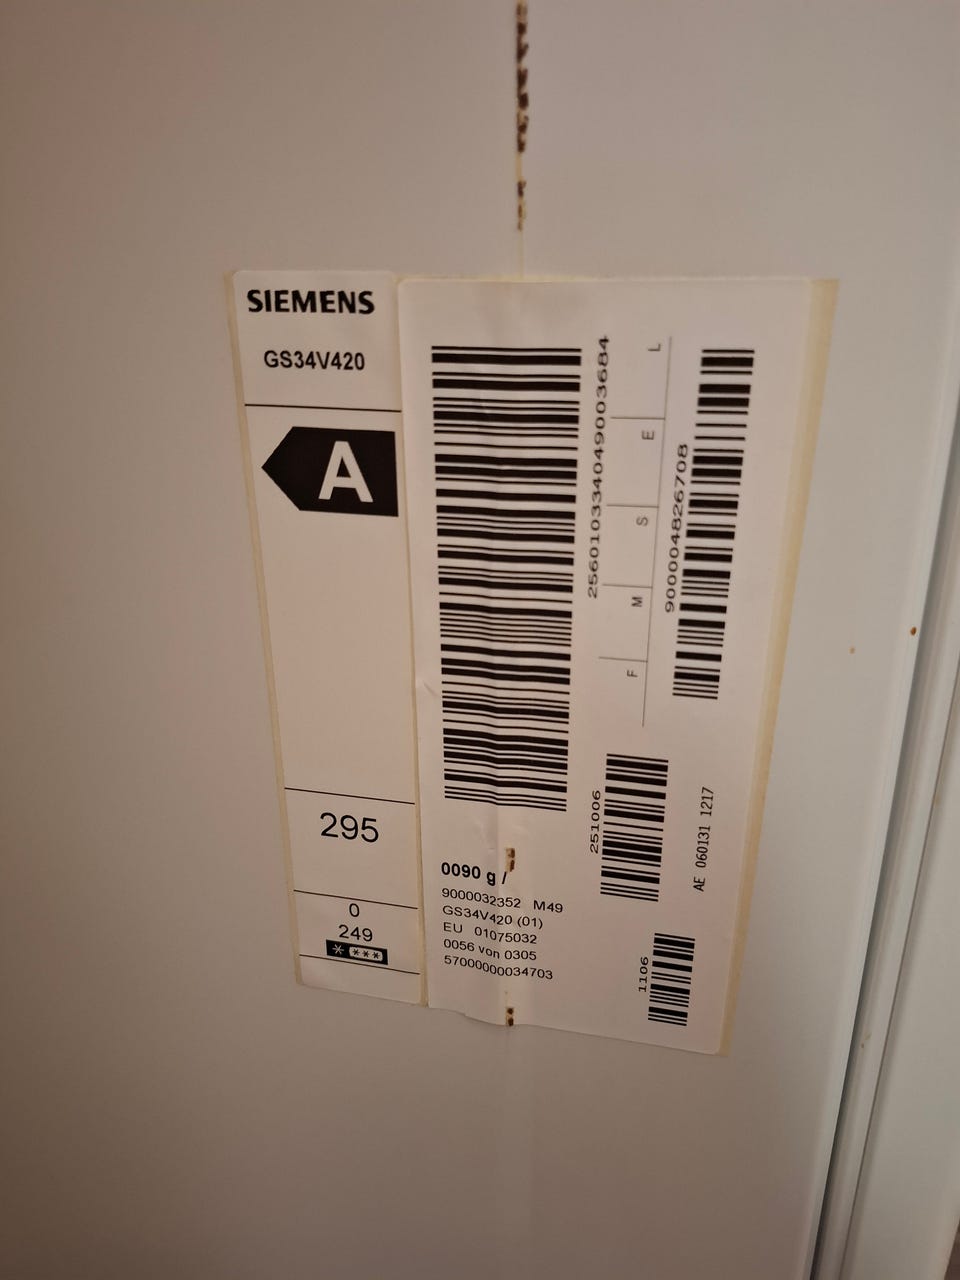 SIEMENS
GS34V420
A
295
0
249
256010334049003684
L
E
S
M
F
900004826708
251006
AE 060131 1217
1106
0090 g /
9000032352 M49
GS34V420 (01)
EU 01075032
0056 von 0305
57000000034703